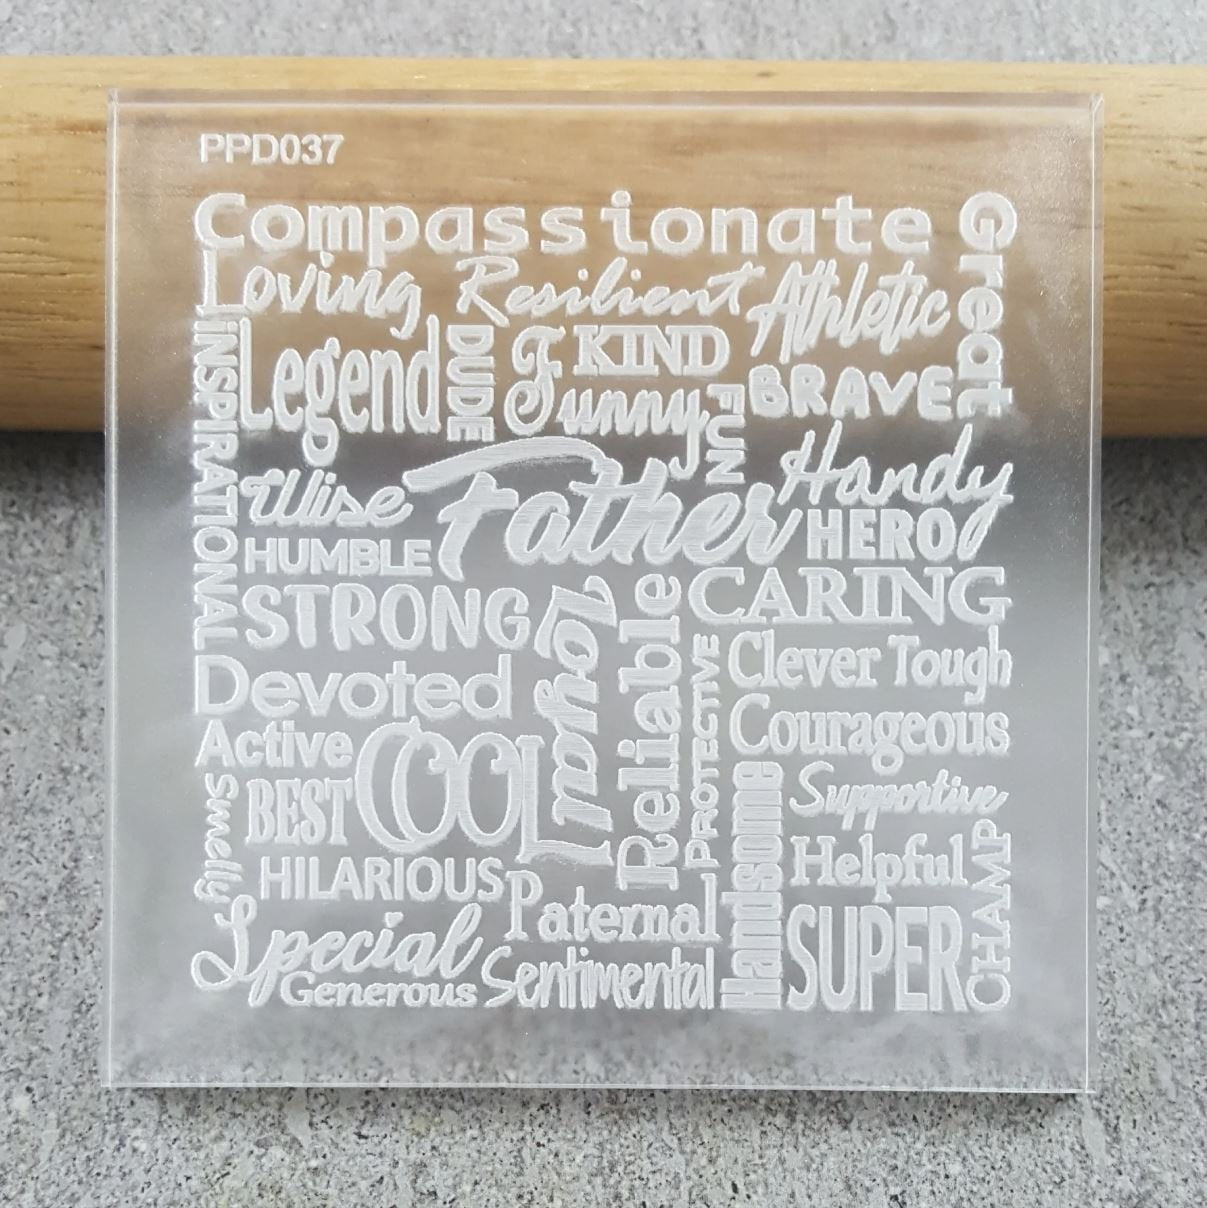 PPD037
Compassionate
Great
Loving Resilient Athletic
INSPIRATIONAL
Legend
DUDE
Funny
KIND
FUN
BRAVE
Wise
Father
Handy
HUMBLE
HERO
STRONG
Loyal
Reliable
CARING
PROTECTIVE
Clever Tough
Devoted
Courageous
Active
COOL
Smelly
BEST
Handsome
Supportive
HILARIOUS
Helpful
CHAMP
Paternal
Special
SUPER
Generous
Sentimental